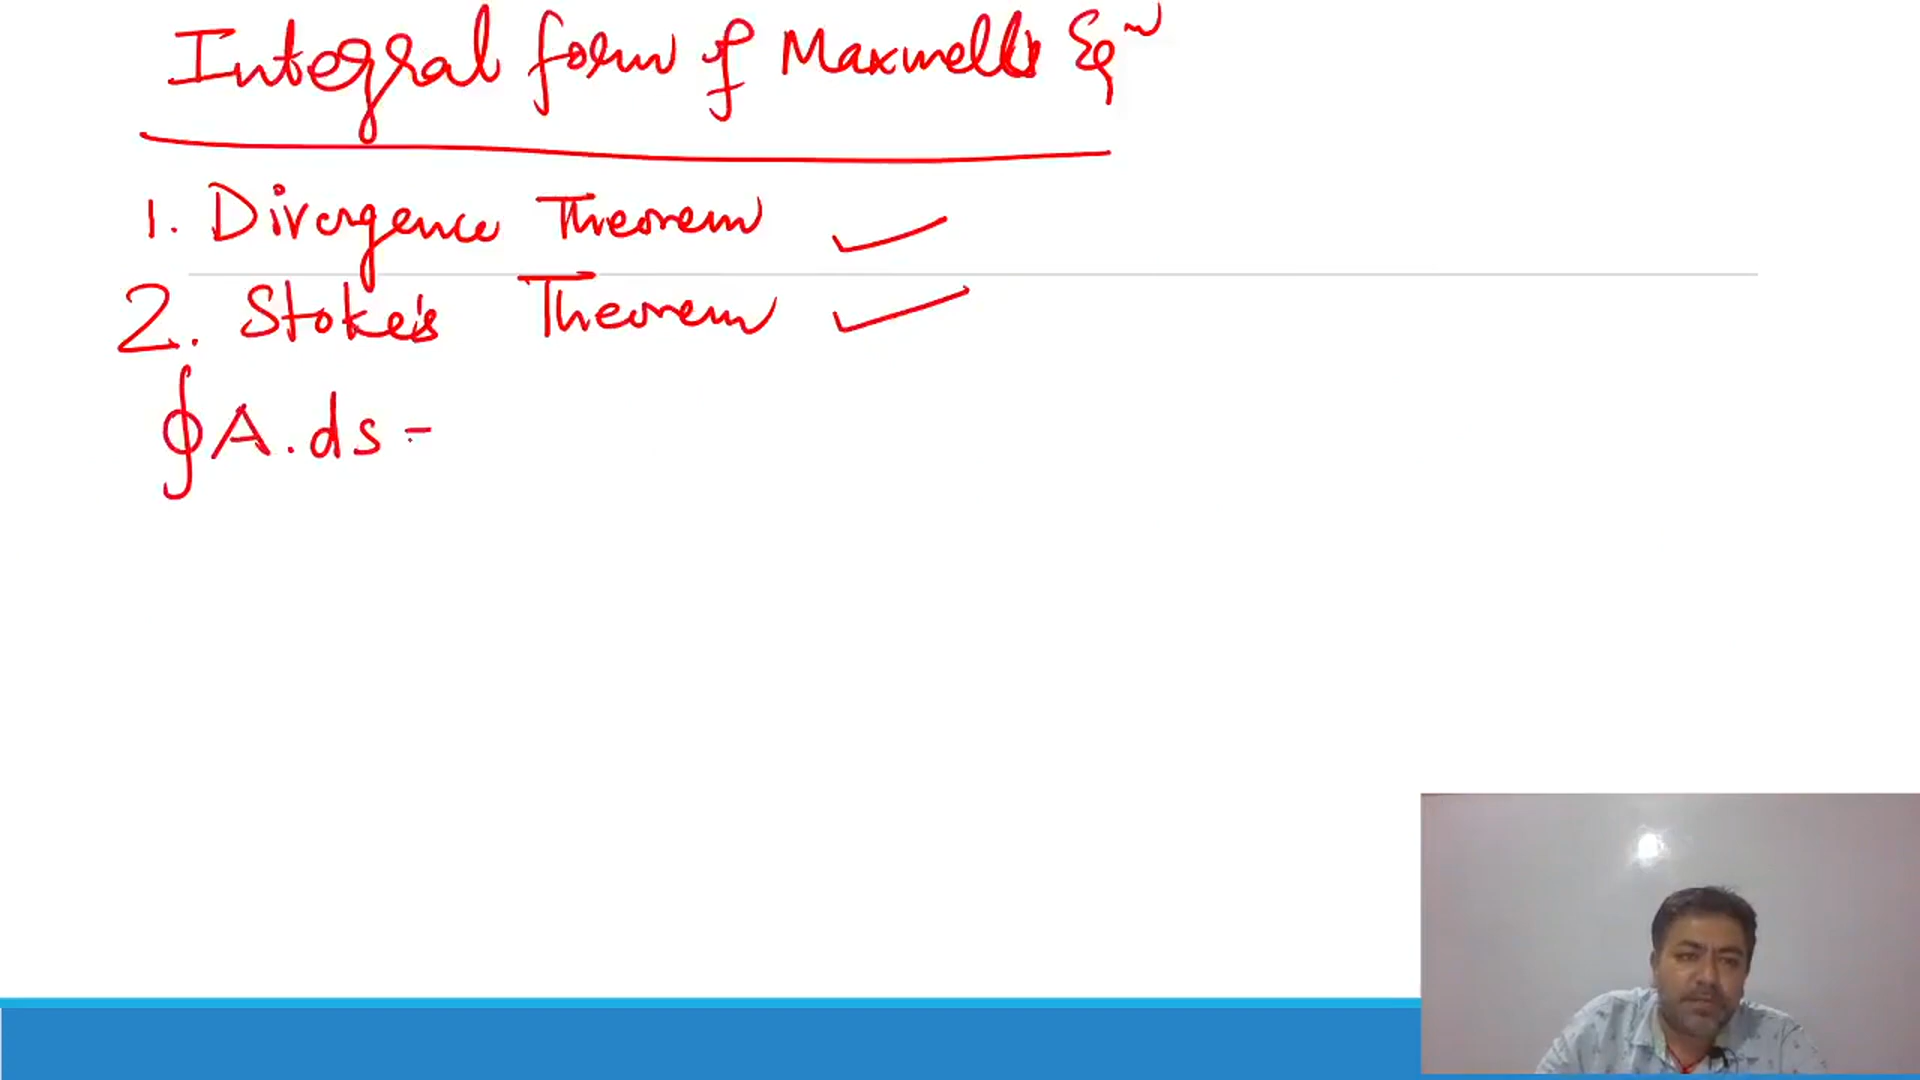 Integral form of Maxwell's Eqn
1. Divergence Theorem ✓
2. Stoke's Theorem ✓
∮A.ds =